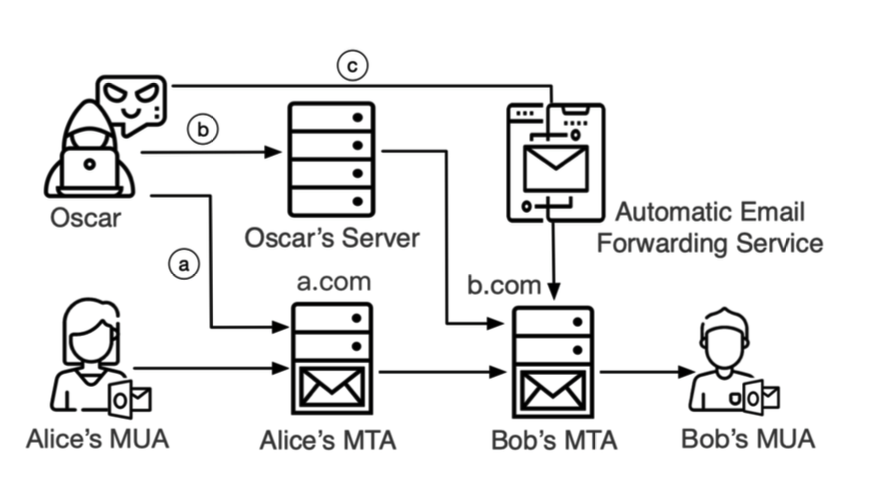 c
b
Oscar
Oscar's Server
Automatic Email
Forwarding Service
a
a.com
b.com
Alice's MUA
Alice's MTA
Bob's MTA
Bob's MUA